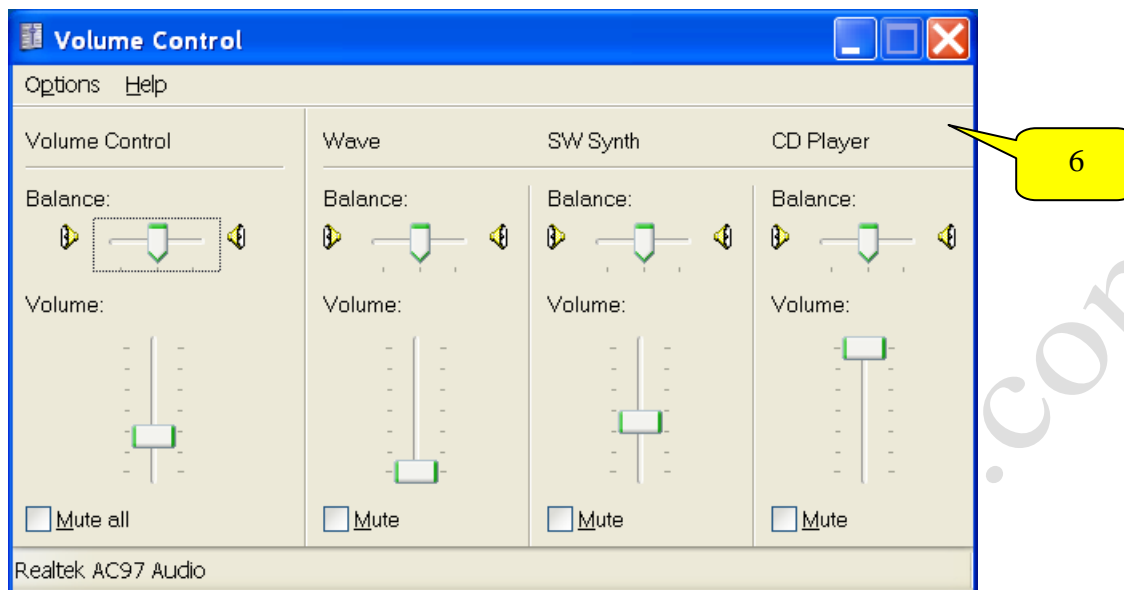 Volume Control
Options Help
Volume Control Wave SW Synth CD Player
6
Balance: Balance: Balance: Balance:
Volume: Volume: Volume: Volume:
.com
Mute all Mute Mute Mute
Realtek AC97 Audio